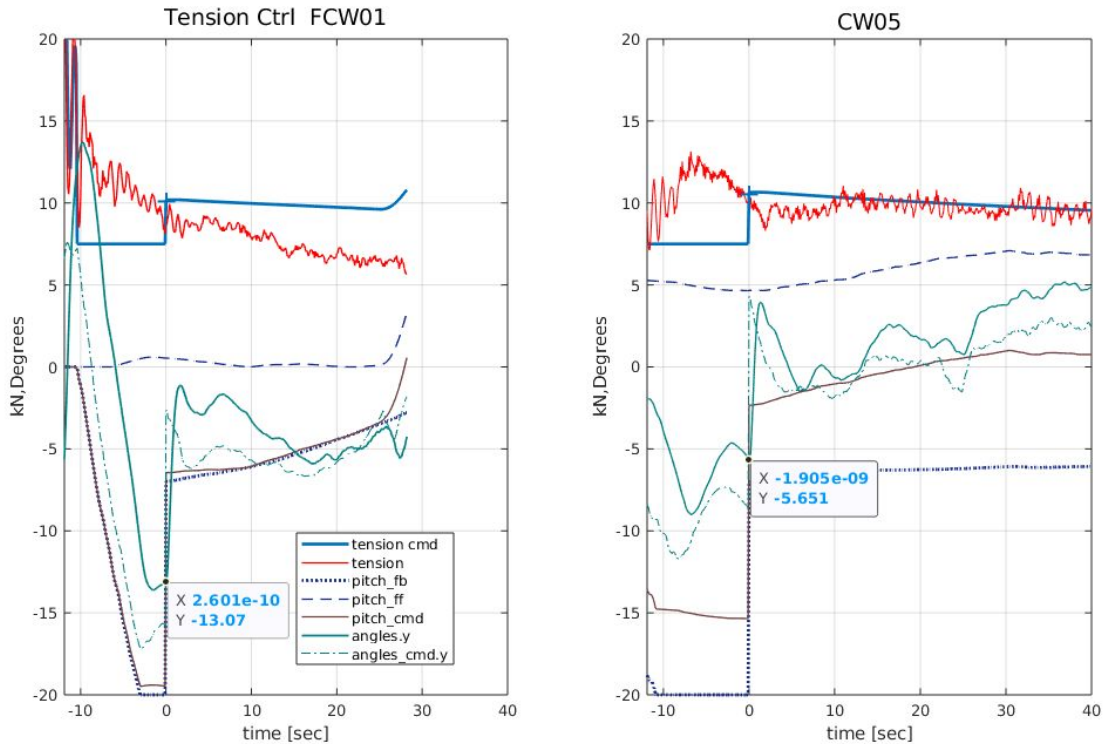 Tension Ctrl FCW01
20
15
10
5
0
-5
-10
-15
-20
kN,Degrees
X 2.601e-10
Y -13.07
tension cmd
tension
pitch_fb
pitch_ff
pitch_cmd
angles.y
angles_cmd.y
-10 0 10 20 30 40
time [sec]
CW05
20
15
10
5
0
-5
-10
-15
-20
kN,Degrees
X -1.905e-09
Y -5.651
-10 0 10 20 30 40
time [sec]